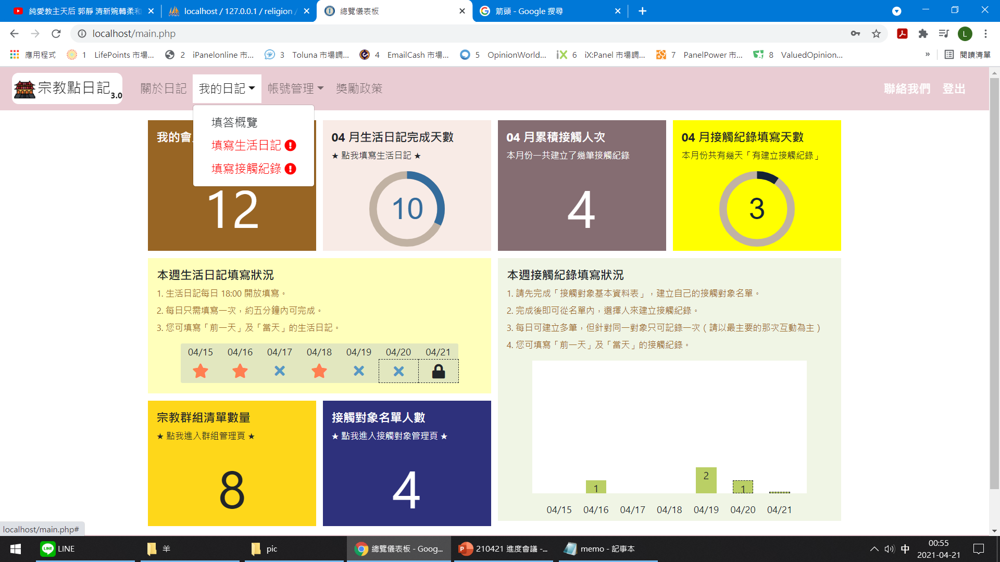 純愛教主天后 郭靜 清新婉轉柔和
localhost / 127.0.0.1 / religion /
總覽儀表板
箭頭 - Google 搜尋
localhost/main.php
L
應用程式
1 LifePoints 市場...
2 iPanelonline 市...
3 Toluna 市場調...
4 EmailCash 市場...
5 OpinionWorld...
6 iX:Panel 市場調...
7 PanelPower 市...
8 ValuedOpinion...
»
閱讀清單
宗教點日記3.0
關於日記
我的日記
帳號管理
獎勵政策
聯絡我們
登出
填答概覽
填寫生活日記
填寫接觸紀錄
我的會
12
04 月生活日記完成天數
★ 點我填寫生活日記 ★
10
04 月累積接觸人次
本月份一共建立了幾筆接觸紀錄
4
04 月接觸紀錄填寫天數
本月份共有幾天「有建立接觸紀錄」
3
本週生活日記填寫狀況
1. 生活日記每日 18:00 開放填寫。
2. 每日只需填寫一次，約五分鐘內可完成。
3. 您可填寫「前一天」及「當天」的生活日記。
04/15 04/16 04/17 04/18 04/19 04/20 04/21
本週接觸紀錄填寫狀況
1. 請先完成「接觸對象基本資料表」，建立自己的接觸對象名單。
2. 完成後即可從名單內，選擇人來建立接觸紀錄。
3. 每日可建立多筆，但針對同一對象只可記錄一次（請以最主要的那次互動為主）
4. 您可填寫「前一天」及「當天」的接觸紀錄。
1 2 1
04/15 04/16 04/17 04/18 04/19 04/20 04/21
宗教群組清單數量
★ 點我進入群組管理頁 ★
8
接觸對象名單人數
★ 點我進入接觸對象管理頁 ★
4
localhost/main.php#
LINE
羊
pic
總覽儀表板 - Goog...
210421 進度會議 -...
memo - 記事本
中
00:55
2021-04-21